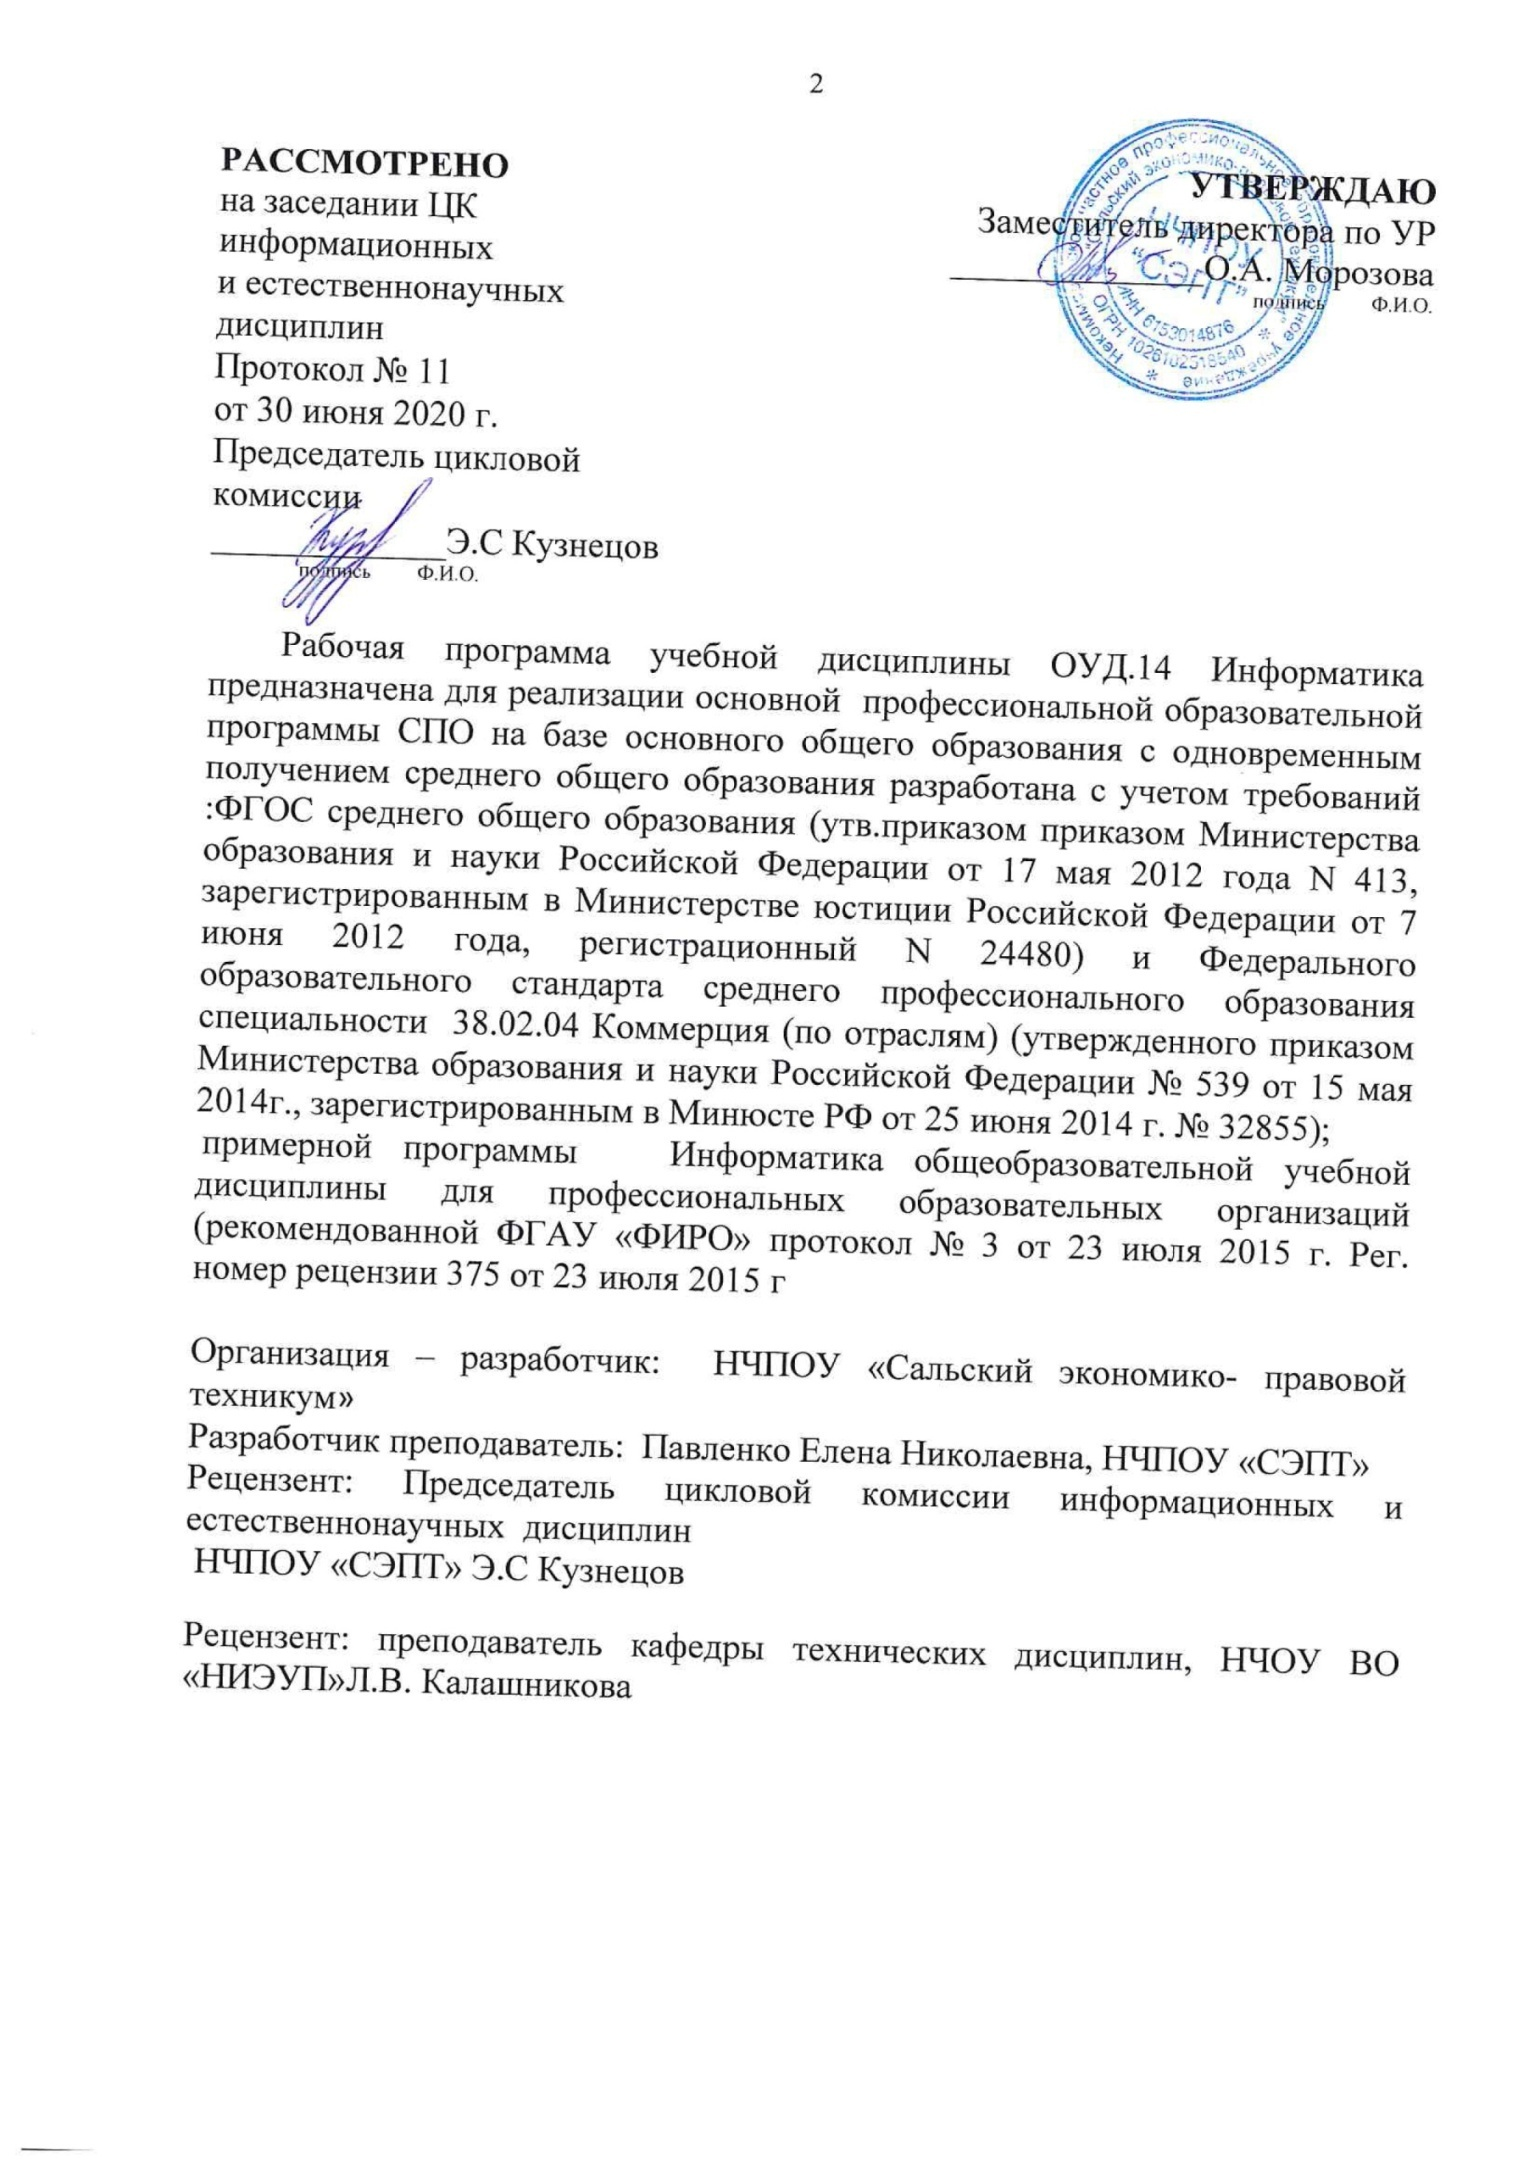 2
РАССМОТРЕНО
на заседании ЦК
информационных
и естественнонаучных
дисциплин
Протокол № 11
от 30 июня 2020 г.
Председатель цикловой
комиссии
Э.С Кузнецов
подпись Ф.И.О.
УТВЕРЖДАЮ
Заместитель директора по УР
О.А. Морозова
подпись Ф.И.О.
НЧПОУ
"СЭПТ"
ИНН 6153014876
ОГРН 1026102518540
Рабочая программа учебной дисциплины ОУД.14 Информатика
предназначена для реализации основной профессиональной образовательной
программы СПО на базе основного общего образования с одновременным
получением среднего общего образования разработана с учетом требований
:ФГОС среднего общего образования (утв.приказом приказом Министерства
образования и науки Российской Федерации от 17 мая 2012 года N 413,
зарегистрированным в Министерстве юстиции Российской Федерации от 7
июня 2012 года, регистрационный N 24480) и Федерального
образовательного стандарта среднего профессионального образования
специальности 38.02.04 Коммерция (по отраслям) (утвержденного приказом
Министерства образования и науки Российской Федерации № 539 от 15 мая
2014г., зарегистрированным в Минюсте РФ от 25 июня 2014 г. № 32855);
примерной программы Информатика общеобразовательной учебной
дисциплины для профессиональных образовательных организаций
(рекомендованной ФГАУ «ФИРО» протокол № 3 от 23 июля 2015 г. Рег.
номер рецензии 375 от 23 июля 2015 г
Организация – разработчик: НЧПОУ «Сальский экономико- правовой
техникум»
Разработчик преподаватель: Павленко Елена Николаевна, НЧПОУ «СЭПТ»
Рецензент: Председатель цикловой комиссии информационных и
естественнонаучных дисциплин
НЧПОУ «СЭПТ» Э.С Кузнецов
Рецензент: преподаватель кафедры технических дисциплин, НЧОУ ВО
«НИЭУП»Л.В. Калашникова